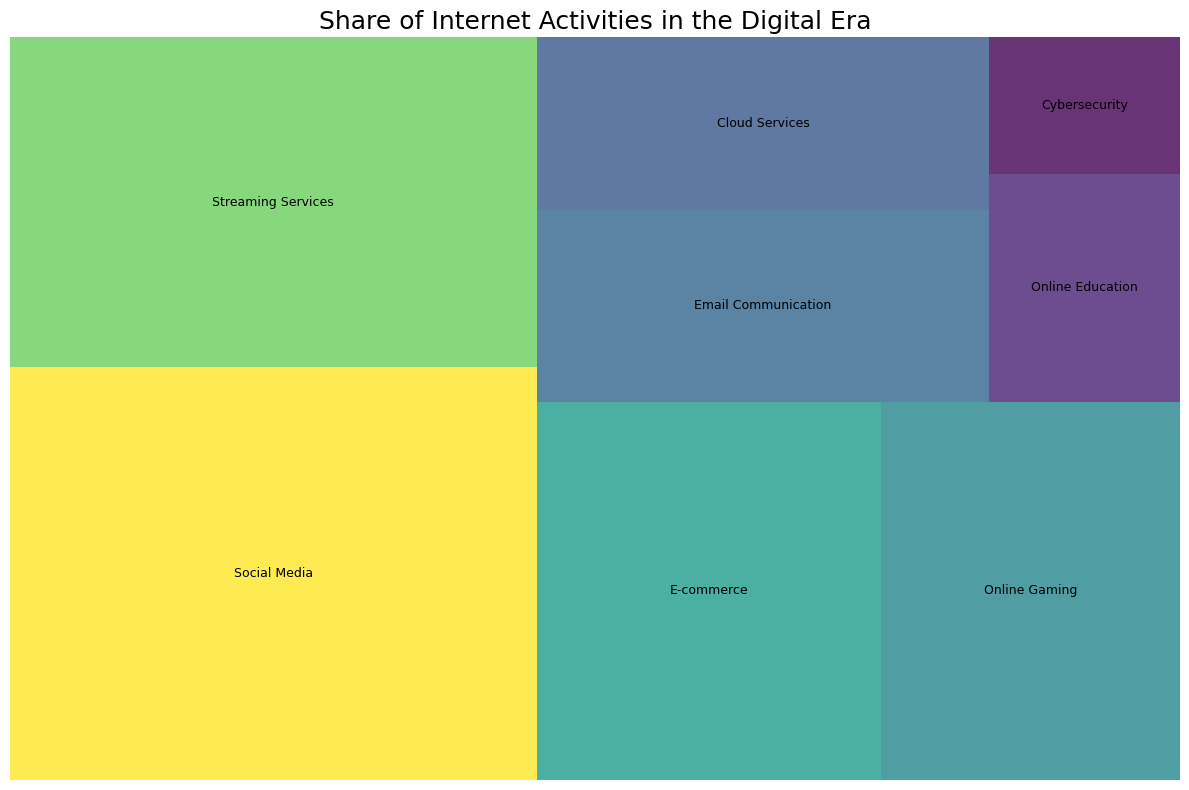 Share of Internet Activities in the Digital Era
Cybersecurity
Cloud Services
Streaming Services
Online Education
Email Communication
Social Media
E-commerce
Online Gaming